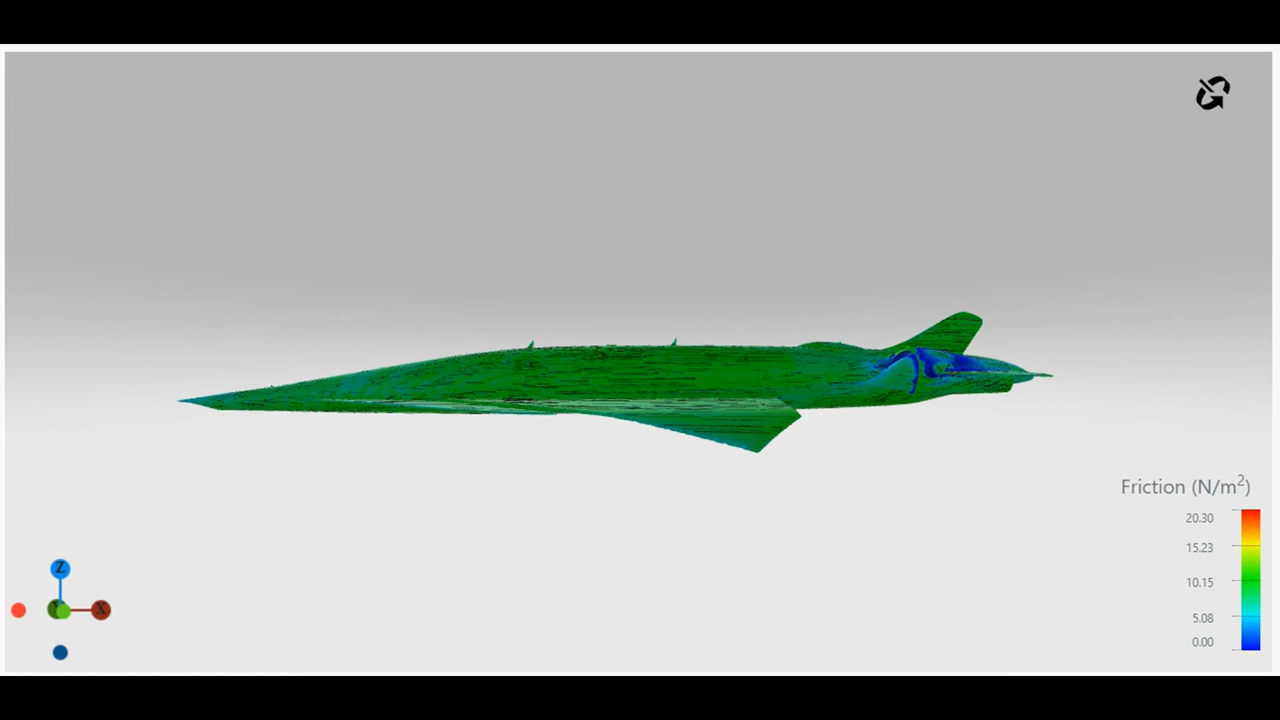 Friction (N/m²)
20.30
15.23
10.15
5.08
0.00
Z
Y
X